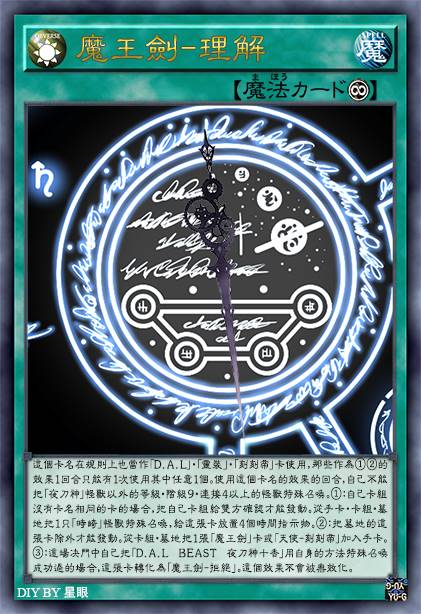 DIVERSE
魔王劍-理解
SPELL
魔
【魔法カード】
ま ほう
這個卡名在規則上也當作「D.A.L」·「靈裝」·「刻刻帝」卡使用,那些作為①②的
效果1回合只能有1次使用其中任意1個。使用這個卡名的效果的回合,自己不能
把「夜刀神」怪獸以外的等級·階級9·連接4以上的怪獸特殊召喚。①:自己卡組
沒有卡名相同的卡的場合,把自己卡組給雙方確認才能發動。從手卡·卡組·墓
地把1只「時崎」怪獸特殊召喚,給這張卡放置4個時間指示物。②:把墓地的這
張卡除外才能發動。從卡組·墓地把1張「魔王劍」卡或「天使-刻刻帝」加入手卡。
③:這場決鬥中自己把「D.A.L BEAST 夜刀神十香」用自身的方法特殊召喚
成功過的場合,這張卡轉化為「魔王劍-拒絕」。這個效果不會被無效化。
DIY BY 星眼
YU-G